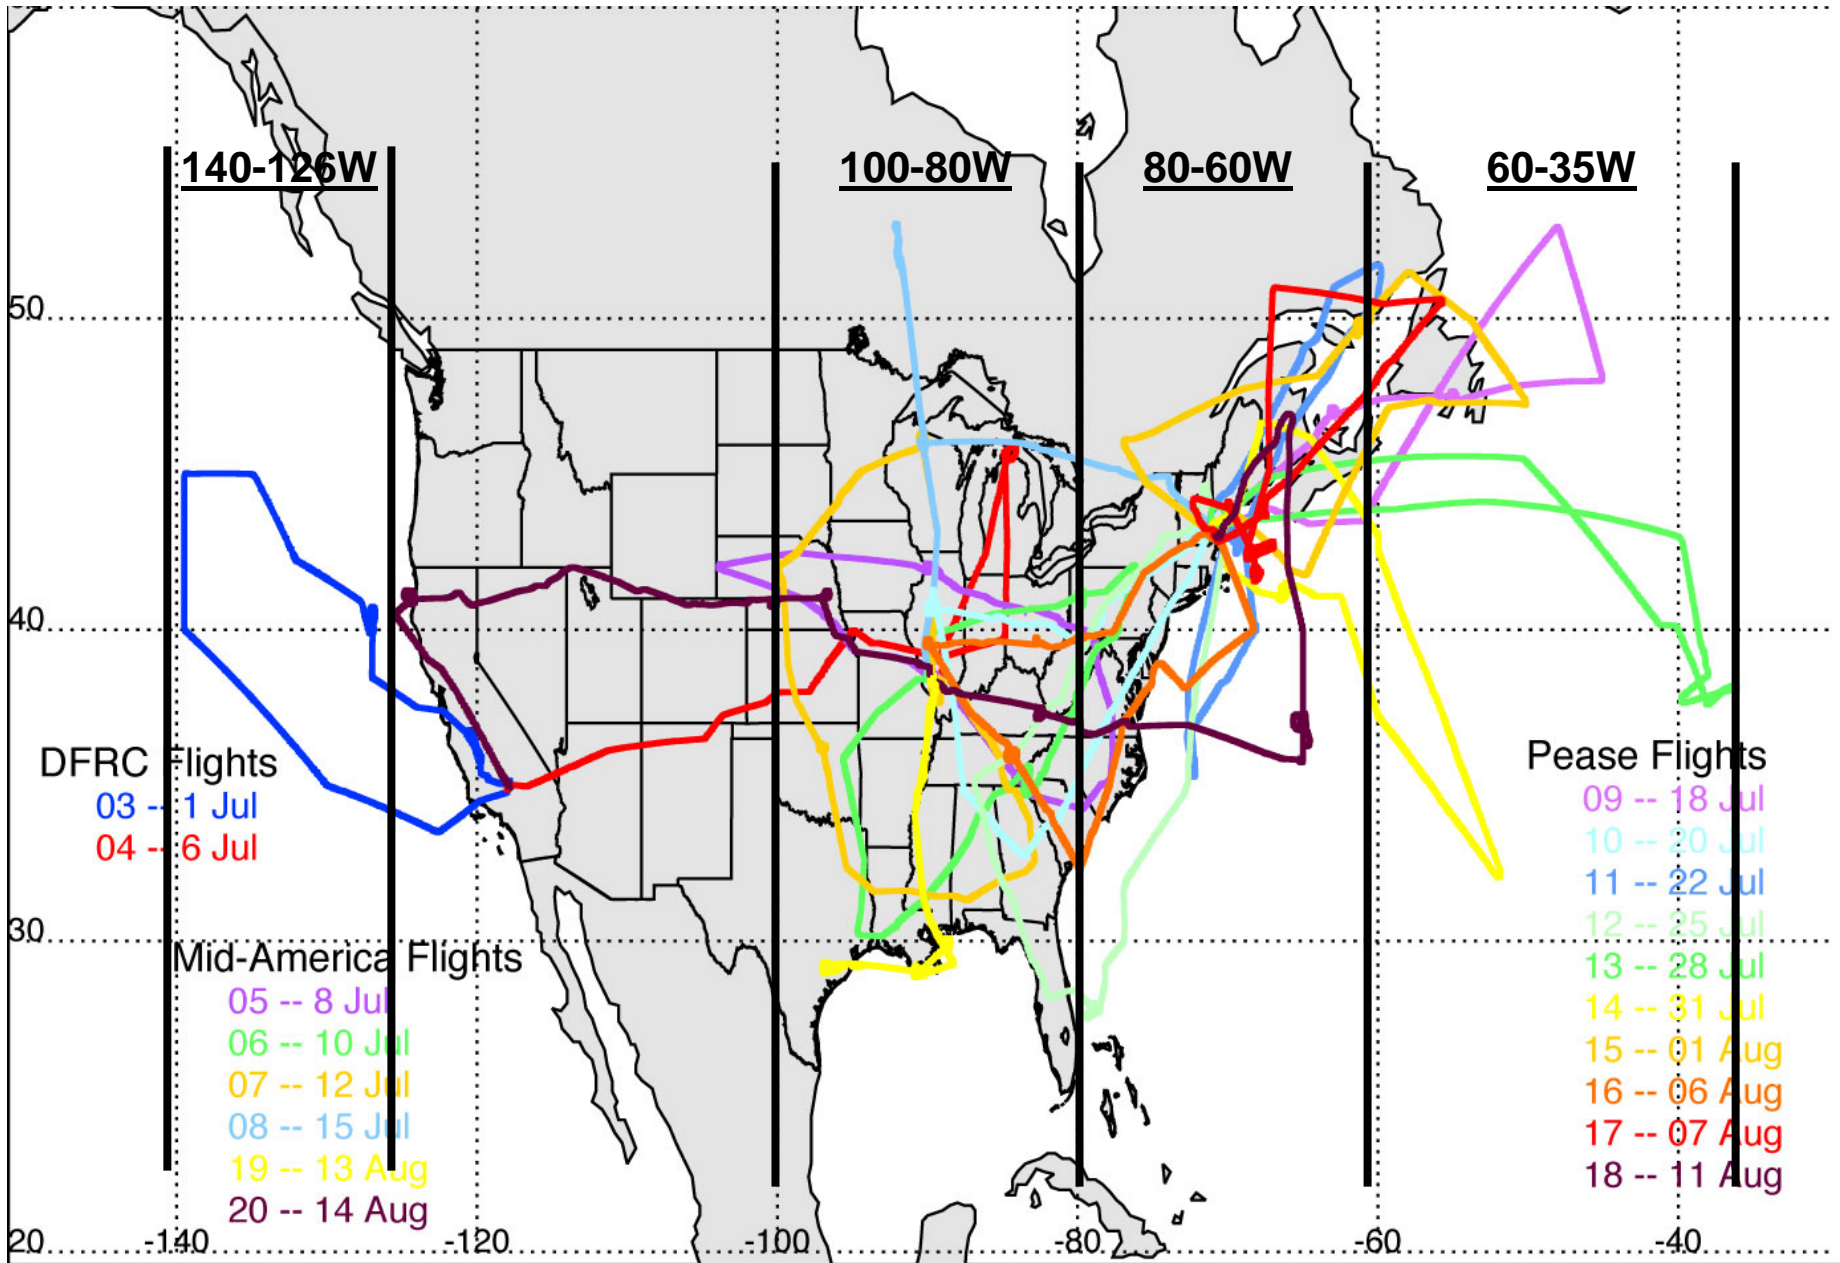 140-126W
100-80W
80-60W
60-35W
50
40
30
20
DFRC Flights
03 -- 1 Jul
04 -- 6 Jul
Mid-America Flights
05 -- 8 Jul
06 -- 10 Jul
07 -- 12 Jul
08 -- 15 Jul
19 -- 13 Aug
20 -- 14 Aug
Pease Flights
09 -- 18 Jul
10 -- 20 Jul
11 -- 22 Jul
12 -- 25 Jul
13 -- 28 Jul
14 -- 31 Jul
15 -- 01 Aug
16 -- 06 Aug
17 -- 07 Aug
18 -- 11 Aug
-140
-120
-100
-80
-60
-40